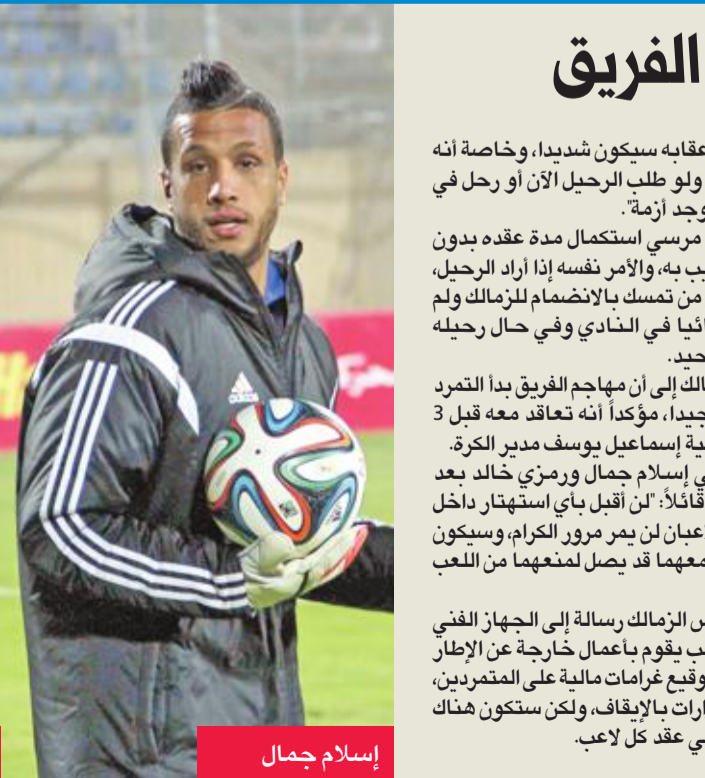 الفريق
عقابه سيكون شديدا، وخاصة أنه
ولو طلب الرحيل الآن أو رحل في
وجد أزمة".
مرسي استكمال مدة عقده بدون
يب به، والأمر نفسه إذا أراد الرحيل،
من تمسك بالانضمام للزمالك ولم
ائيا في النادي وفي حال رحيله
حيد.
الك إلى أن مهاجم الفريق بدأ التمرد
جيدا، مؤكداً أنه تعاقد معه قبل 3
ية إسماعيل يوسف مدير الكرة.
ي إسلام جمال ورمزي خالد بعد
قائلاً: "لن أقبل بأي استهتار داخل
عبان لن يمر مرور الكرام، وسيكون
معهما قد يصل لمنعهما من اللعب
س الزمالك رسالة إلى الجهاز الفني
ب يقوم بأعمال خارجة عن الإطار
وقيع غرامات مالية على المتمردين،
ارات بالإيقاف، ولكن ستكون هناك
ي عقد كل لاعب.
adidas
إسلام جمال